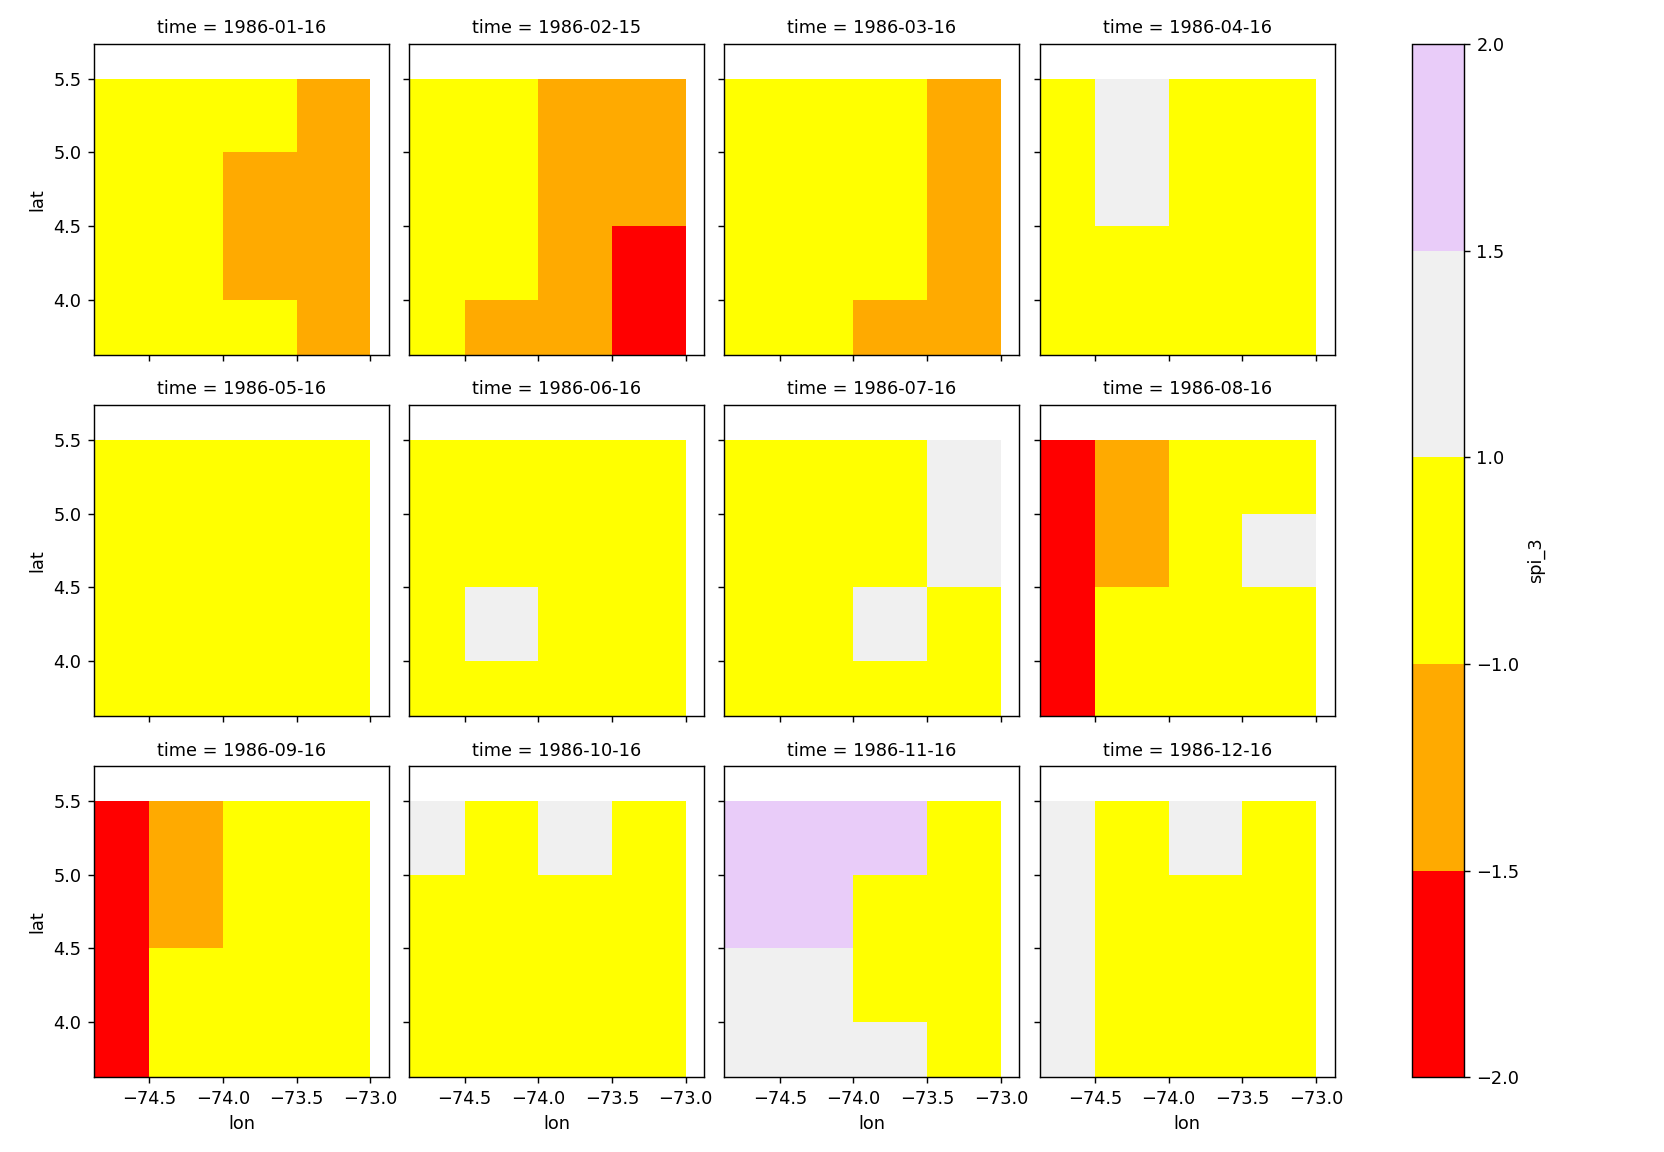 time = 1986-01-16
time = 1986-02-15
time = 1986-03-16
time = 1986-04-16
5.5
5.0
4.5
4.0
lat
time = 1986-05-16
time = 1986-06-16
time = 1986-07-16
time = 1986-08-16
5.5
5.0
4.5
4.0
lat
time = 1986-09-16
time = 1986-10-16
time = 1986-11-16
time = 1986-12-16
5.5
5.0
4.5
4.0
lat
−74.5 −74.0 −73.5 −73.0
lon
−74.5 −74.0 −73.5 −73.0
lon
−74.5 −74.0 −73.5 −73.0
lon
−74.5 −74.0 −73.5 −73.0
lon
2.0
1.5
1.0
−1.0
−1.5
−2.0
spi_3